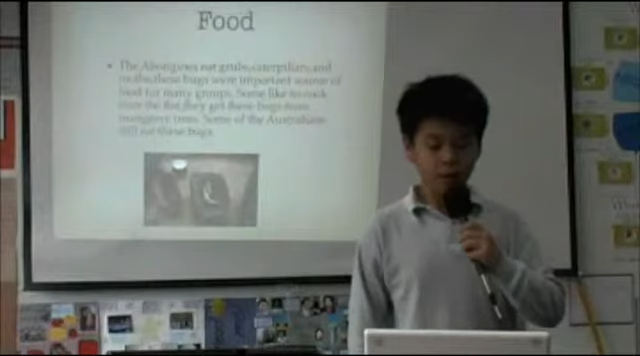 Food
• The Aborigines eat grubs, caterpillars, and
moths, these bugs were important source of
food for many groups. Some like to cook
over the fire, they get these bugs from
mangrove trees. Some of the Australians
still eat these bugs.